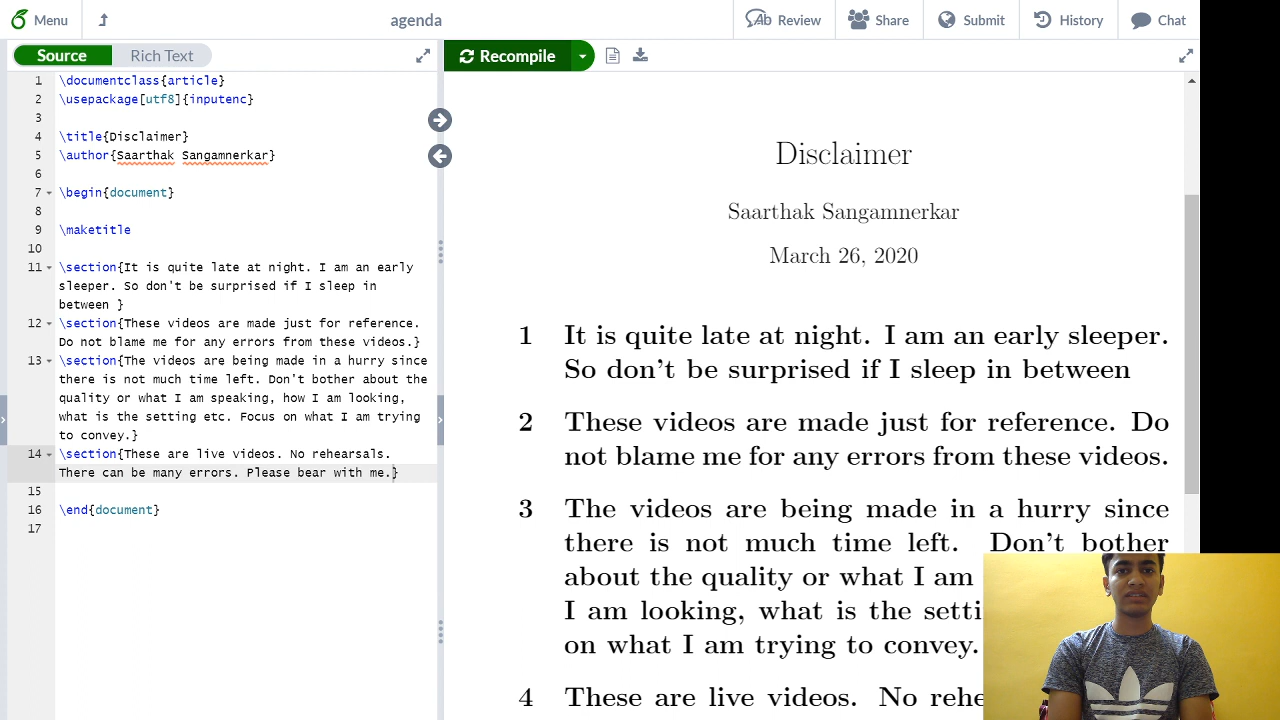 Menu
agenda
Review
Share
Submit
History
Chat
Source
Rich Text
Recompile
1 \documentclass{article}
2 \usepackage[utf8]{inputenc}
3
4 \title{Disclaimer}
5 \author{Saarthak Sangamnerkar}
6
7 \begin{document}
8
9 \maketitle
10
11 \section{It is quite late at night. I am an early
sleeper. So don't be surprised if I sleep in
between }
12 \section{These videos are made just for reference.
Do not blame me for any errors from these videos.}
13 \section{The videos are being made in a hurry since
there is not much time left. Don't bother about the
quality or what I am speaking, how I am looking,
what is the setting etc. Focus on what I am trying
to convey.}
14 \section{These are live videos. No rehearsals.
There can be many errors. Please bear with me.}
15
16 \end{document}
17
Disclaimer
Saarthak Sangamnerkar
March 26, 2020
1 It is quite late at night. I am an early sleeper.
So don't be surprised if I sleep in between
2 These videos are made just for reference. Do
not blame me for any errors from these videos.
3 The videos are being made in a hurry since
there is not much time left. Don't bother
about the quality or what I am
I am looking, what is the setti
on what I am trying to convey.
4 These are live videos. No rehe